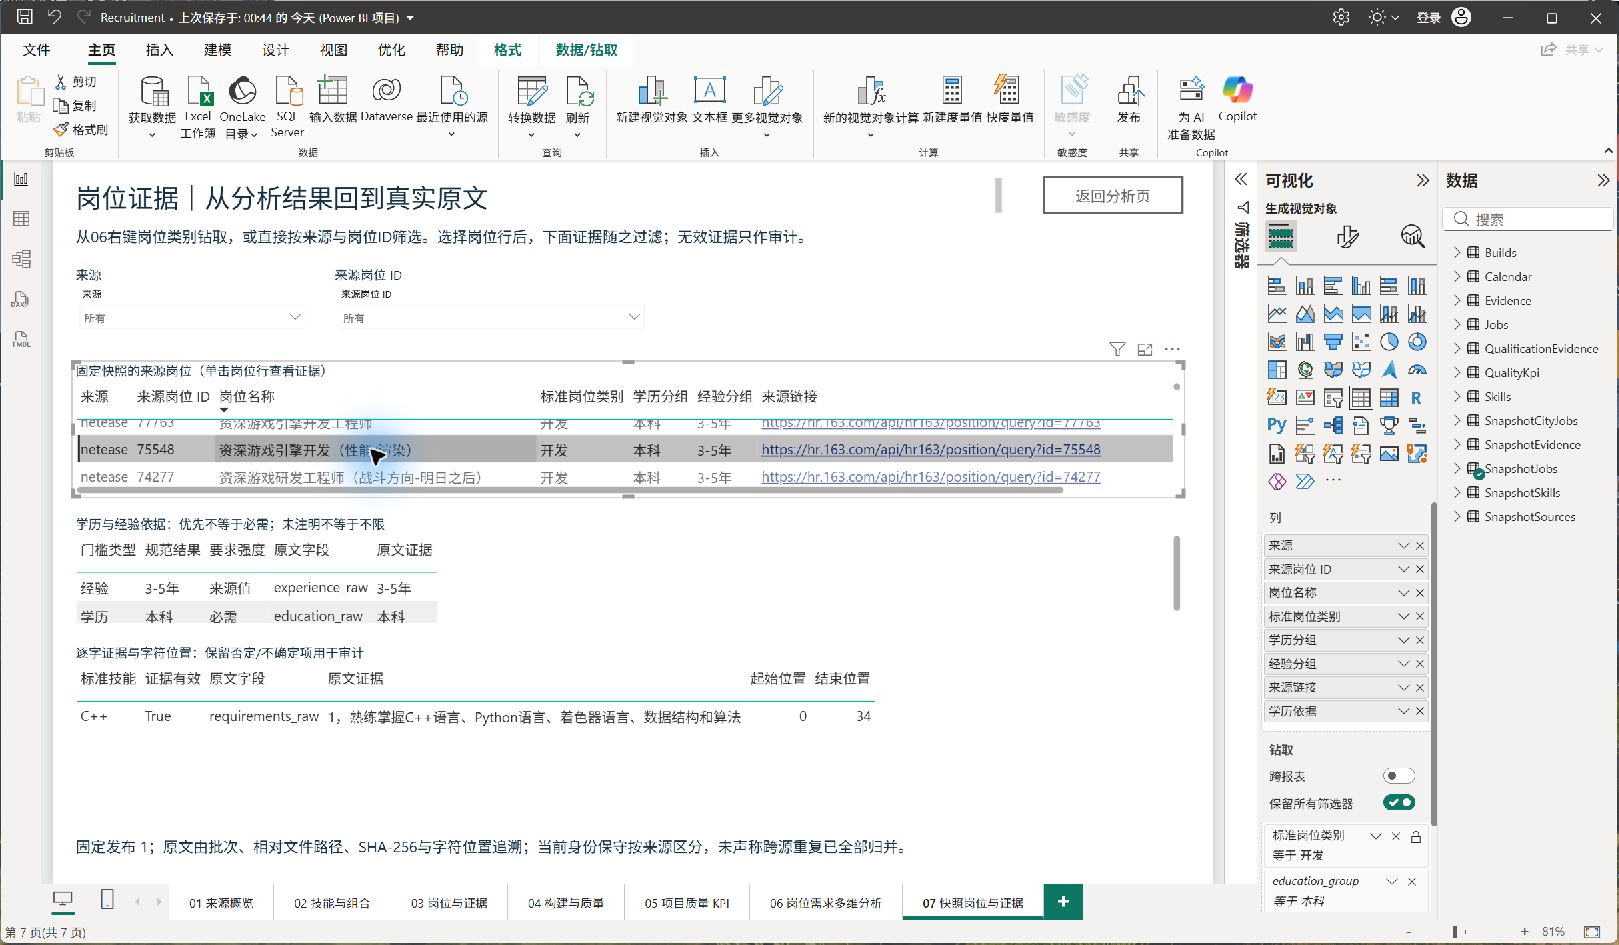 Recruitment • 上次保存于: 00:44 的 今天 (Power BI 项目)
登录
文件 主页 插入 建模 设计 视图 优化 帮助 格式 数据/钻取
共享
粘贴
剪切
复制
格式刷
剪贴板
获取数据
Excel 工作簿
OneLake 目录
SQL Server
输入数据
Dataverse
最近使用的源
数据
转换数据
刷新
查询
新建视觉对象
文本框
更多视觉对象
插入
新的视觉对象计算
新建度量值
快度量值
计算
敏感度
敏感度
发布
共享
为 AI 准备数据
Copilot
Copilot
岗位证据｜从分析结果回到真实原文
返回分析页
从06右键岗位类别钻取，或直接按来源与岗位ID筛选。选择岗位行后，下面证据随之过滤；无效证据只作审计。
来源
来源
所有
来源岗位 ID
来源岗位 ID
所有
固定快照的来源岗位（单击岗位行查看证据）
来源 来源岗位 ID 岗位名称 标准岗位类别 学历分组 经验分组 来源链接
netease 77763 资深游戏引擎开发工程师 开发 本科 3-5年 https://hr.163.com/api/hr163/position/query?id=77763
netease 75548 资深游戏引擎开发（性能 染） 开发 本科 3-5年 https://hr.163.com/api/hr163/position/query?id=75548
netease 74277 资深游戏研发工程师（战斗方向-明日之后） 开发 本科 3-5年 https://hr.163.com/api/hr163/position/query?id=74277
学历与经验依据：优先不等于必需；未注明不等于不限
门槛类型 规范结果 要求强度 原文字段 原文证据
经验 3-5年 来源值 experience_raw 3-5年
学历 本科 必需 education_raw 本科
逐字证据与字符位置：保留否定/不确定项用于审计
标准技能 证据有效 原文字段 原文证据 起始位置 结束位置
C++ True requirements_raw 1，熟练掌握C++语言、Python语言、着色器语言、数据结构和算法 0 34
固定发布 1；原文由批次、相对文件路径、SHA-256与字符位置追溯；当前身份保守按来源区分，未声称跨源重复已全部归并。
筛选器
可视化
生成视觉对象
列
来源
来源岗位 ID
岗位名称
标准岗位类别
学历分组
经验分组
来源链接
学历依据
钻取
跨报表
保留所有筛选器
标准岗位类别
等于 开发
education_group
等于 本科
数据
搜索
Builds
Calendar
Evidence
Jobs
QualificationEvidence
QualityKpi
Skills
SnapshotCityJobs
SnapshotEvidence
SnapshotJobs
SnapshotSkills
SnapshotSources
01 来源概览 02 技能与组合 03 岗位与证据 04 构建与质量 05 项目质量 KPI 06 岗位需求多维分析 07 快照岗位与证据
第 7 页(共 7 页)
81%